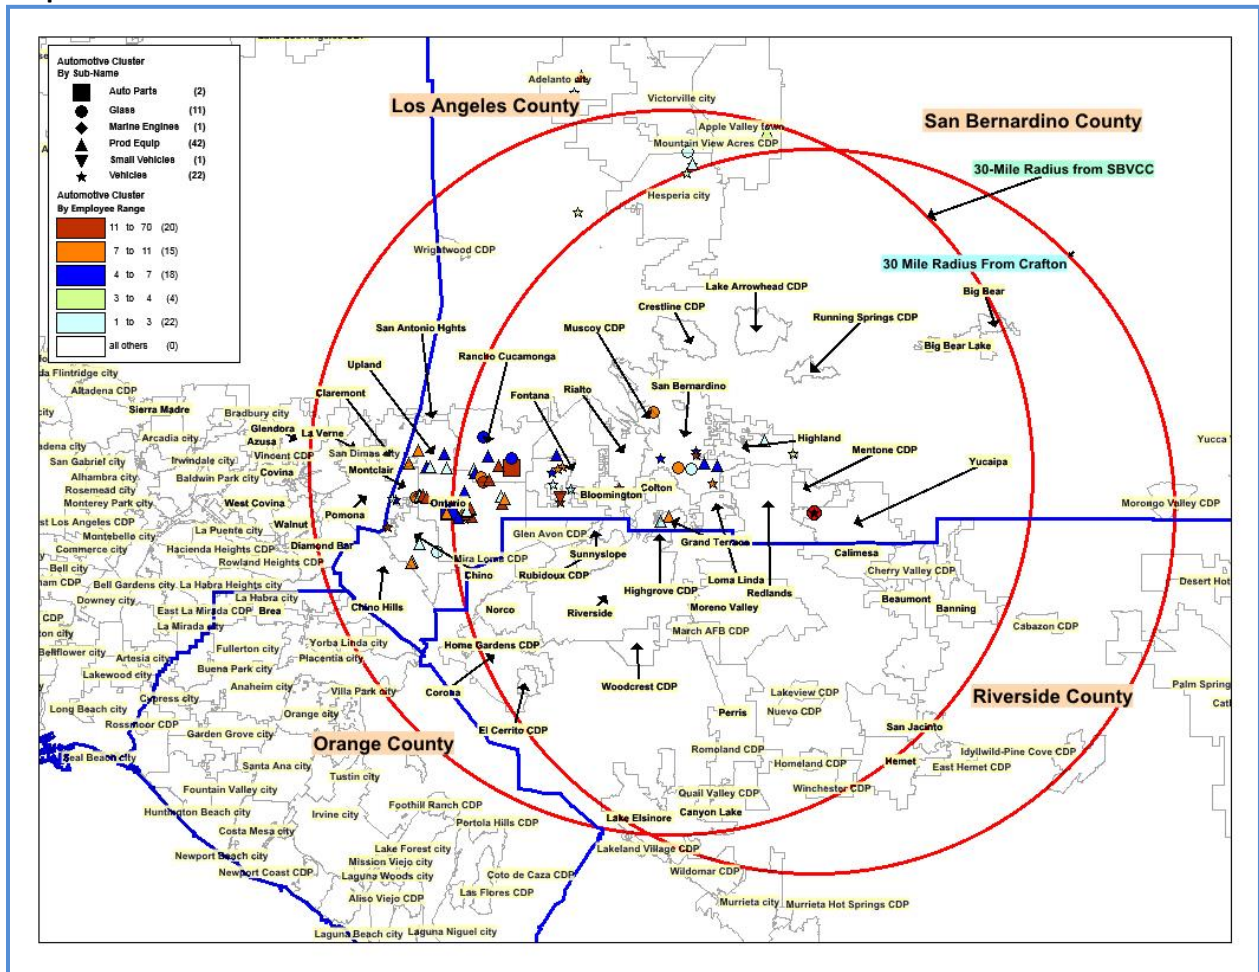 Automotive Cluster
By Sub-Name
Auto Parts (2)
Glass (11)
Marine Engines (1)
Prod Equip (42)
Small Vehicles (1)
Vehicles (22)
Automotive Cluster
By Employee Range
11 to 70 (20)
7 to 11 (15)
4 to 7 (18)
3 to 4 (4)
1 to 3 (22)
all others (0)
Adelanto city
Los Angeles County
Victorville city
San Bernardino County
Apple Valley town
Mountain View Acres CDP
30-Mile Radius from SBVCC
Hesperia city
Wrightwood CDP
30 Mile Radius From Crafton
Lake Arrowhead CDP
Big Bear
Crestline CDP
Running Springs CDP
San Antonio Hghts
Muscoy CDP
Rancho Cucamonga
Big Bear Lake
Upland
da Flintridge city
Altadena CDP
Claremont
Fontana
Rialto
San Bernardino
Sierra Madre
Bradbury city
Glendora
La Verne
Arcadia city
Azusa
Highland
San Dimas city
Vincent CDP
Mentone CDP
San Gabriel city
Irwindale city
Covina
Montclair
Yucaipa
Alhambra city
Baldwin Park city
Rosemead city
Colton
Bloomington
Monterey Park city
West Covina
Ontario
Morongo Valley CDP
Pomona
st Los Angeles CDP
Walnut
La Puente city
Montebello city
Glen Avon CDP
Grand Terrace
Commerce city
Hacienda Heights CDP
Diamond Bar
Sunnyslope
Calimesa
Rowland Heights CDP
Mira Loma CDP
Bell city
Cherry Valley CDP
Chino
Rubidoux CDP
Loma Linda
Desert Hot
Bell Gardens city
La Habra Heights city
Highgrove CDP
Redlands
Downey city
La Habra city
Beaumont
Banning
East La Mirada CDP
Brea
Chino Hills
Norco
Riverside
Moreno Valley
La Mirada city
March AFB CDP
Cabazon CDP
Yorba Linda city
Home Gardens CDP
Fullerton city
Bellflower city
Artesia city
Placentia city
Buena Park city
Lakewood city
Anaheim city
Villa Park city
Corona
Woodcrest CDP
Palm Spring
Cypress city
Lakeview CDP
Riverside County
Long Beach city
Orange city
Perris
Nuevo CDP
Rossmoor CDP
Garden Grove city
El Cerrito CDP
San Jacinto
Orange County
Romoland CDP
Idyllwild-Pine Cove CDP
Seal Beach city
Santa Ana city
Homeland CDP
Hemet
East Hemet CDP
Tustin city
Fountain Valley city
Quail Valley CDP
Winchester CDP
Foothill Ranch CDP
Huntington Beach city
Irvine city
Canyon Lake
Lake Elsinore
Portola Hills CDP
Costa Mesa city
Lake Forest city
Lakeland Village CDP
Newport Beach city
Mission Viejo city
Newport Coast CDP
Laguna Woods city
Coto de Caza CDP
Wildomar CDP
Aliso Viejo CDP
Las Flores CDP
Murrieta city
Murrieta Hot Springs CDP
Laguna Beach city
Laguna Niguel city